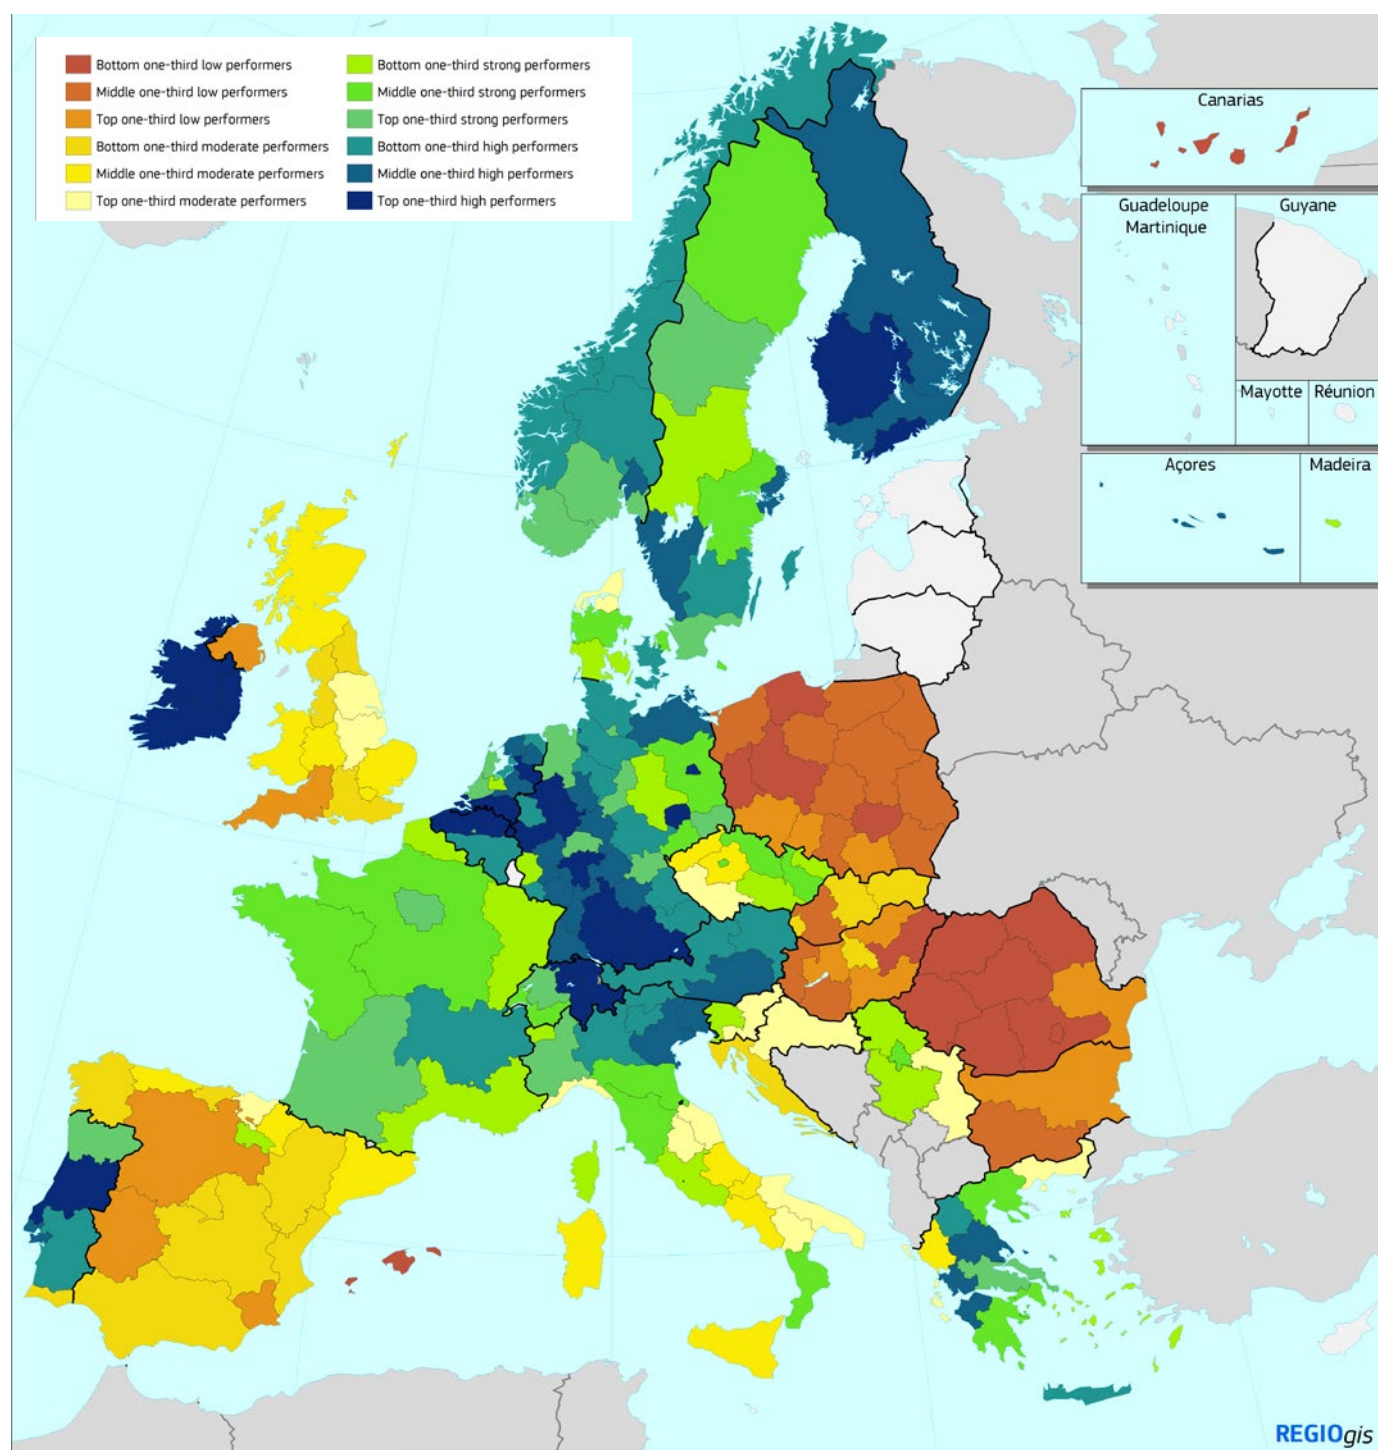 Bottom one-third low performers
Middle one-third low performers
Top one-third low performers
Bottom one-third moderate performers
Middle one-third moderate performers
Top one-third moderate performers
Bottom one-third strong performers
Middle one-third strong performers
Top one-third strong performers
Bottom one-third high performers
Middle one-third high performers
Top one-third high performers
Canarias
Guadeloupe
Martinique
Guyane
Mayotte
Réunion
Açores
Madeira
REGIOgis